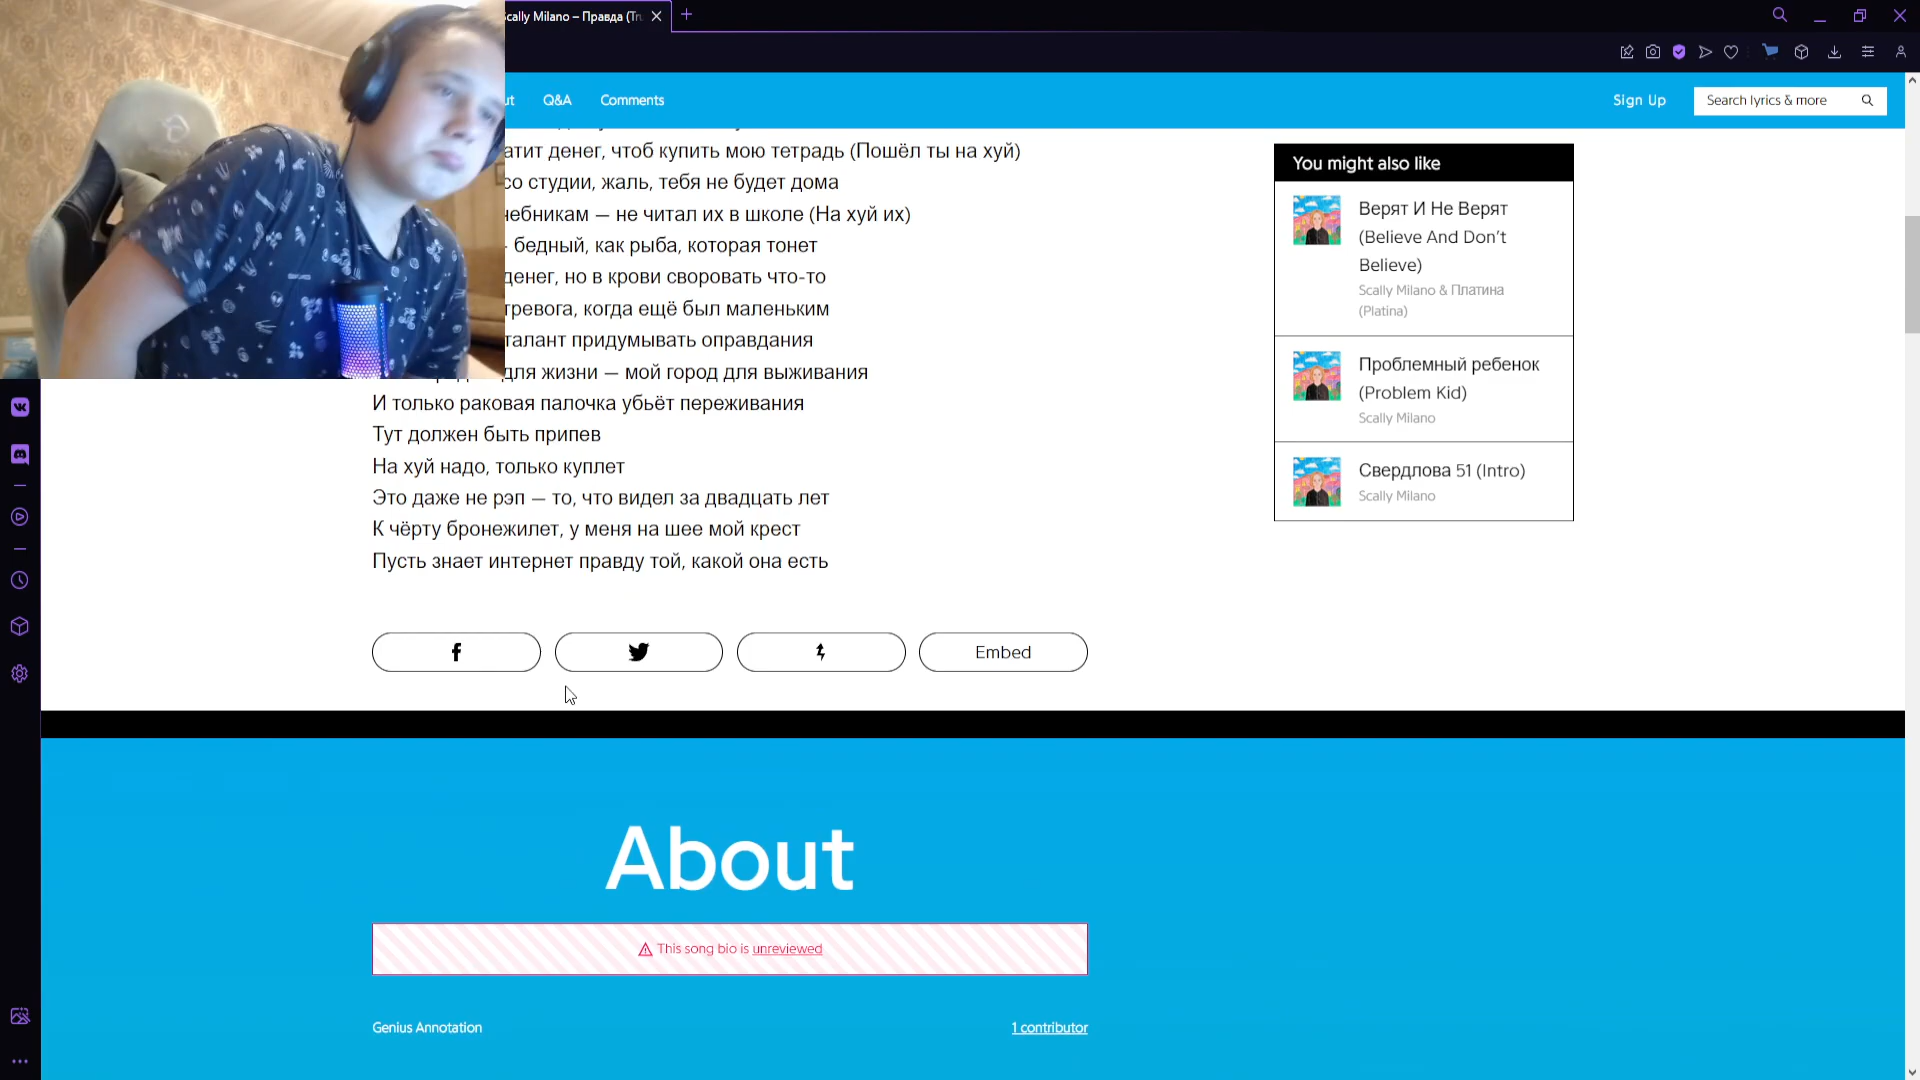 Scally Milano – Правда
Q&A Comments
Sign Up
Search lyrics & more
денег, чтоб купить мою тетрадь (Пошёл ты на хуй)
со студии, жаль, тебя не будет дома
— не читал их в школе (На хуй их)
бедный, как рыба, которая тонет
денег, но в крови своровать что-то
тревога, когда ещё был маленьким
талант придумывать оправдания
для жизни — мой город для выживания
И только раковая палочка убьёт переживания
Тут должен быть припев
На хуй надо, только куплет
Это даже не рэп — то, что видел за двадцать лет
К чёрту бронежилет, у меня на шее мой крест
Пусть знает интернет правду той, какой она есть
You might also like
Верят И Не Верят
(Believe And Don't
Believe)
Scally Milano & Платина
(Platina)
Проблемный ребенок
(Problem Kid)
Scally Milano
Свердлова 51 (Intro)
Scally Milano
Embed
About
This song bio is unreviewed
Genius Annotation
1 contributor